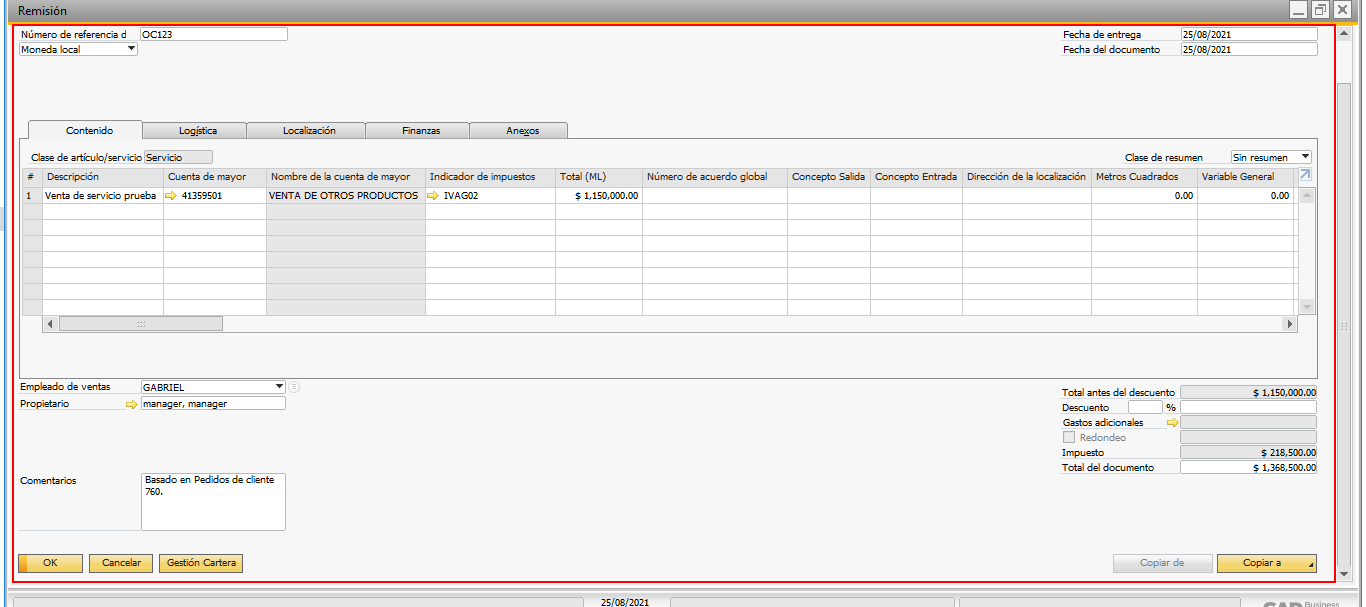 Remisión
Número de referencia d OC123 Fecha de entrega 25/08/2021
Moneda local Fecha del documento 25/08/2021
Contenido Logística Localización Finanzas Anexos
Clase de artículo/servicio Servicio Clase de resumen Sin resumen
# Descripción Cuenta de mayor Nombre de la cuenta de mayor Indicador de impuestos Total (ML) Número de acuerdo global Concepto Salida Concepto Entrada Dirección de la localización Metros Cuadrados Variable General
1 Venta de servicio prueba 41359501 VENTA DE OTROS PRODUCTOS IVAG02 $ 1,150,000.00 0.00 0.00
Empleado de ventas GABRIEL Total antes del descuento $ 1,150,000.00
Propietario manager, manager Descuento %
Gastos adicionales
Redondeo
Impuesto $ 218,500.00
Total del documento $ 1,368,500.00
Comentarios Basado en Pedidos de cliente
760.
OK Cancelar Gestión Cartera Copiar de Copiar a
25/08/2021 Business